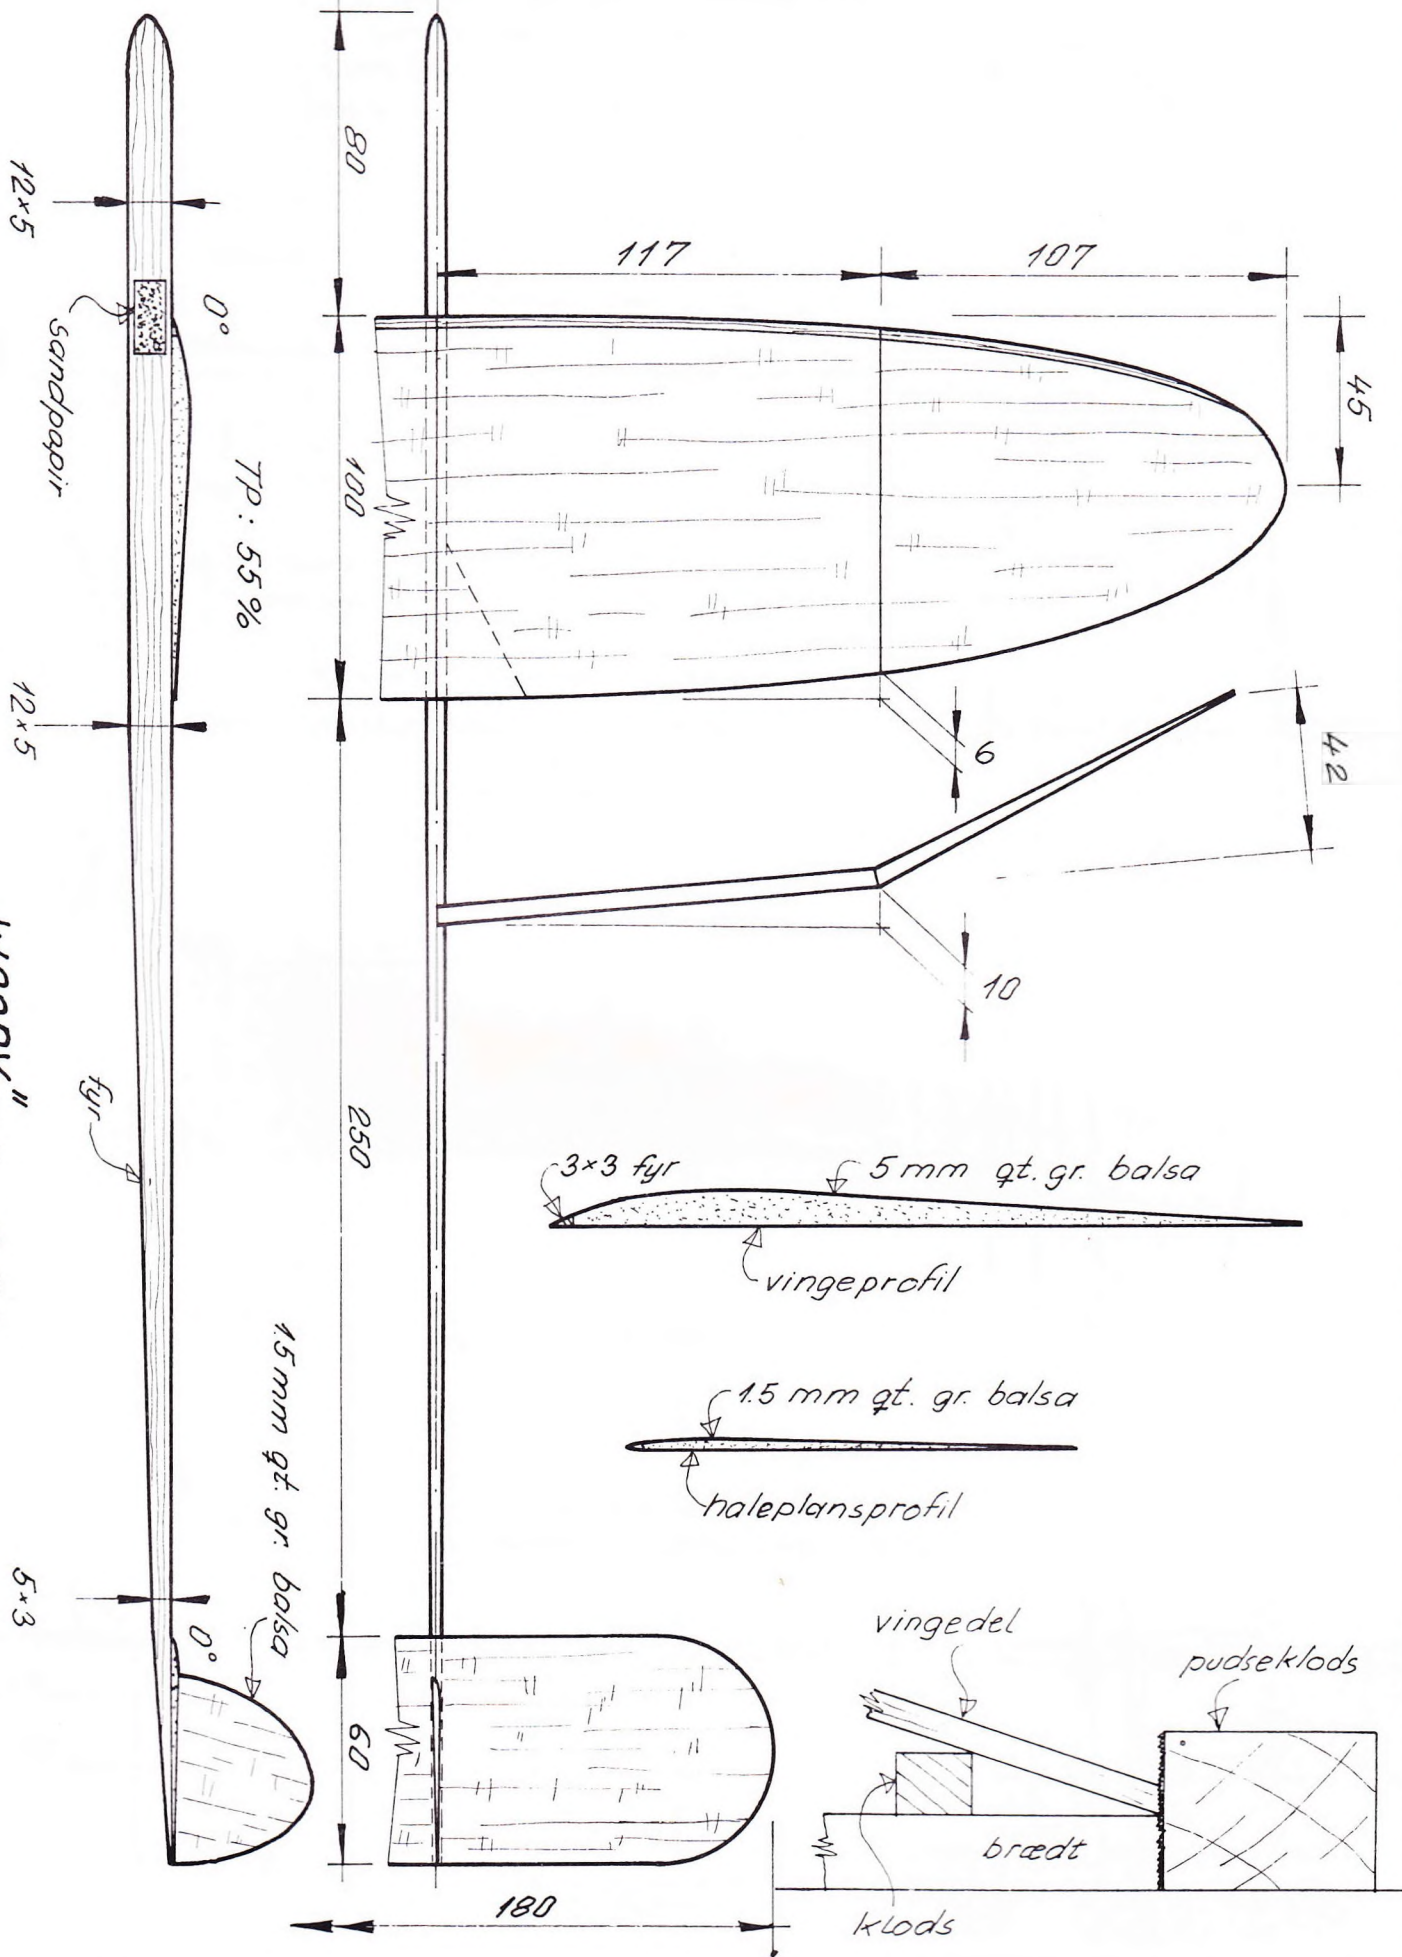 80
117
107
45
12×5
sandpapir
0°
TP: 55%
100
12×5
6
42
10
250
fyr
3×3 fyr
5 mm qt. gr. balsa
vingeprofil
1.5 mm qt. gr. balsa
haleplansprofil
1.5 mm qt. gr. balsa
5×3
0°
60
180
vingedel
pudseklods
brædt
klods